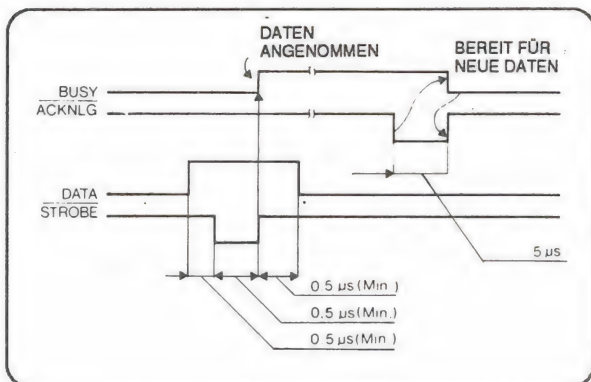 DATEN
ANGENOMMEN
BEREIT FÜR
NEUE DATEN
BUSY
ACKNLG
DATA
STROBE
5 µs
0.5 µs (Min.)
0.5 µs (Min.)
0.5 µs (Min.)